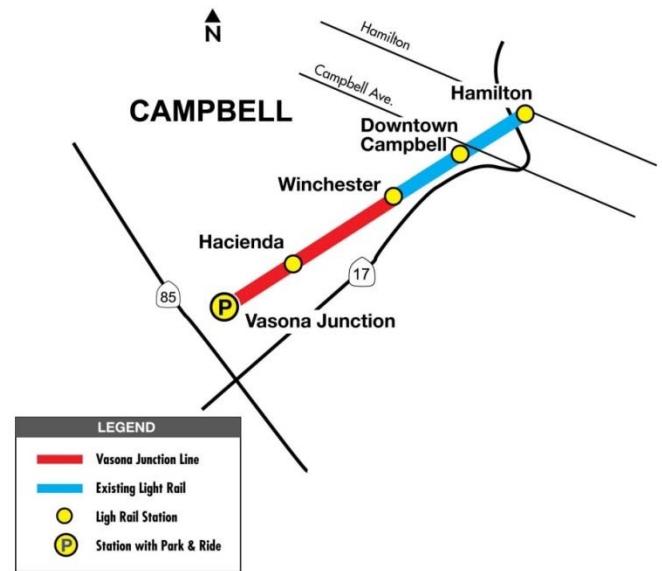 N
Hamilton
Campbell Ave.
CAMPBELL
Hamilton
Downtown
Campbell
Winchester
Hacienda
17
85
P
Vasona Junction
LEGEND
Vasona Junction Line
Existing Light Rail
Ligh Rail Station
P
Station with Park & Ride